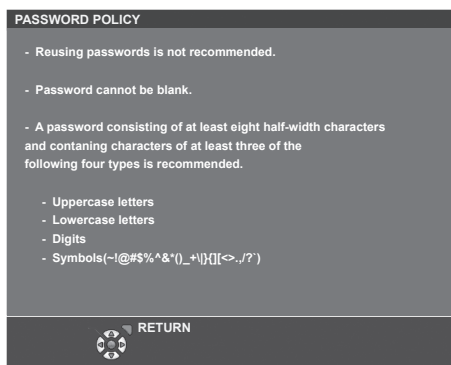 PASSWORD POLICY
- Reusing passwords is not recommended.
- Password cannot be blank.
- A password consisting of at least eight half-width characters
and contaning characters of at least three of the
following four types is recommended.
- Uppercase letters
- Lowercase letters
- Digits
- Symbols(~!@#$%^&*()_+\|}{][<>.,/?`)
RETURN